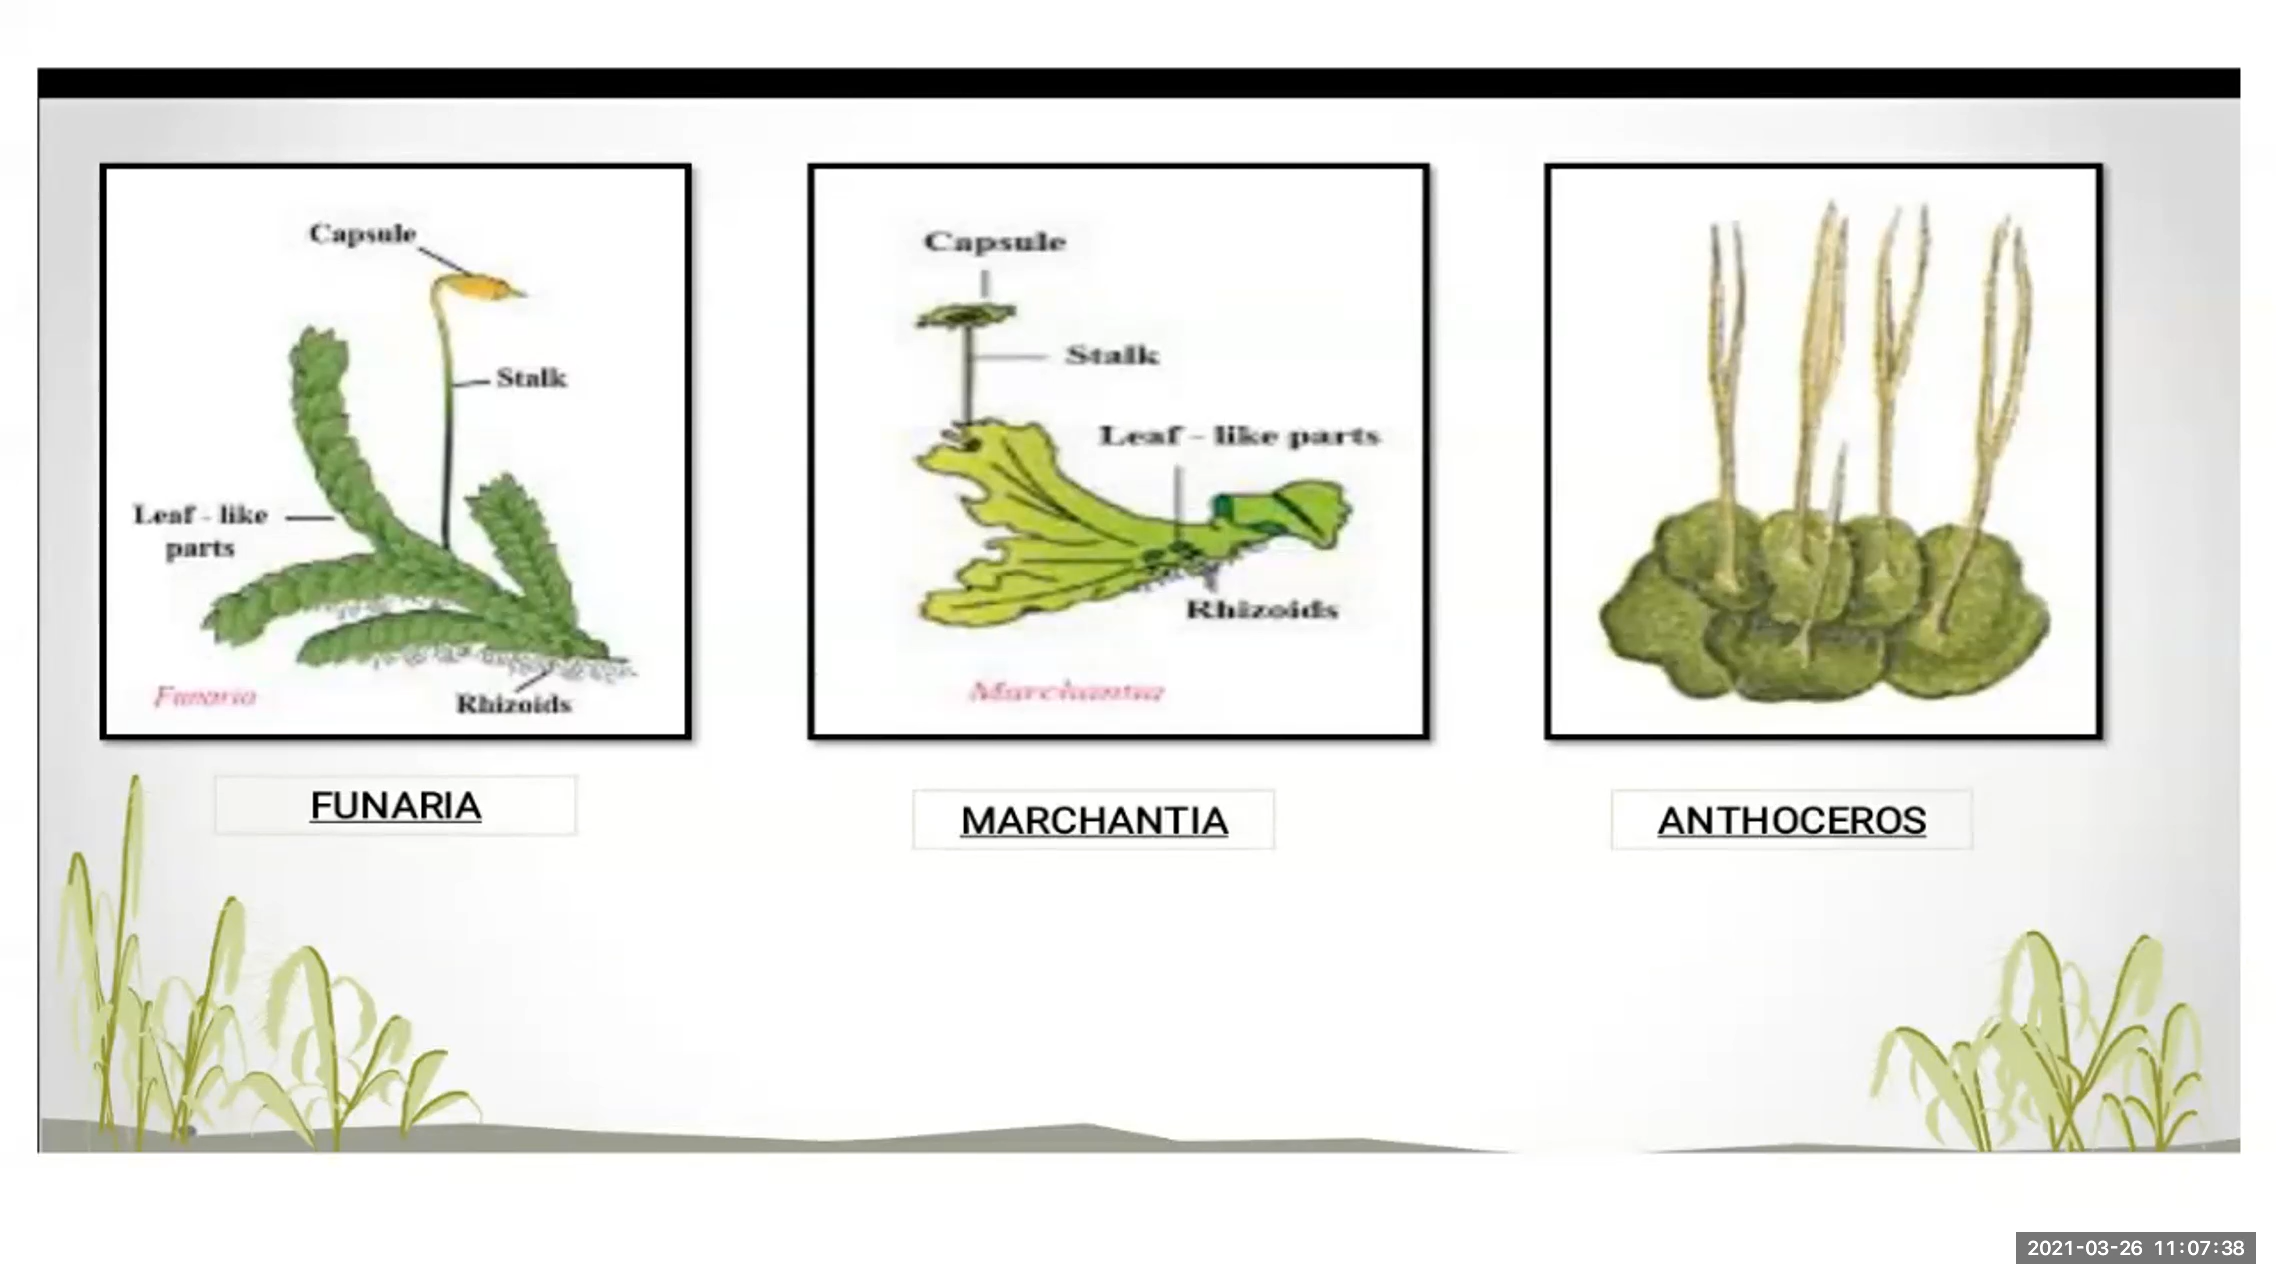 Capsule
Stalk
Leaf - like
parts
Rhizoids
Funaria
Capsule
Stalk
Leaf - like parts
Rhizoids
Marchantia
FUNARIA
MARCHANTIA
ANTHOCEROS
2021-03-26 11:07:38